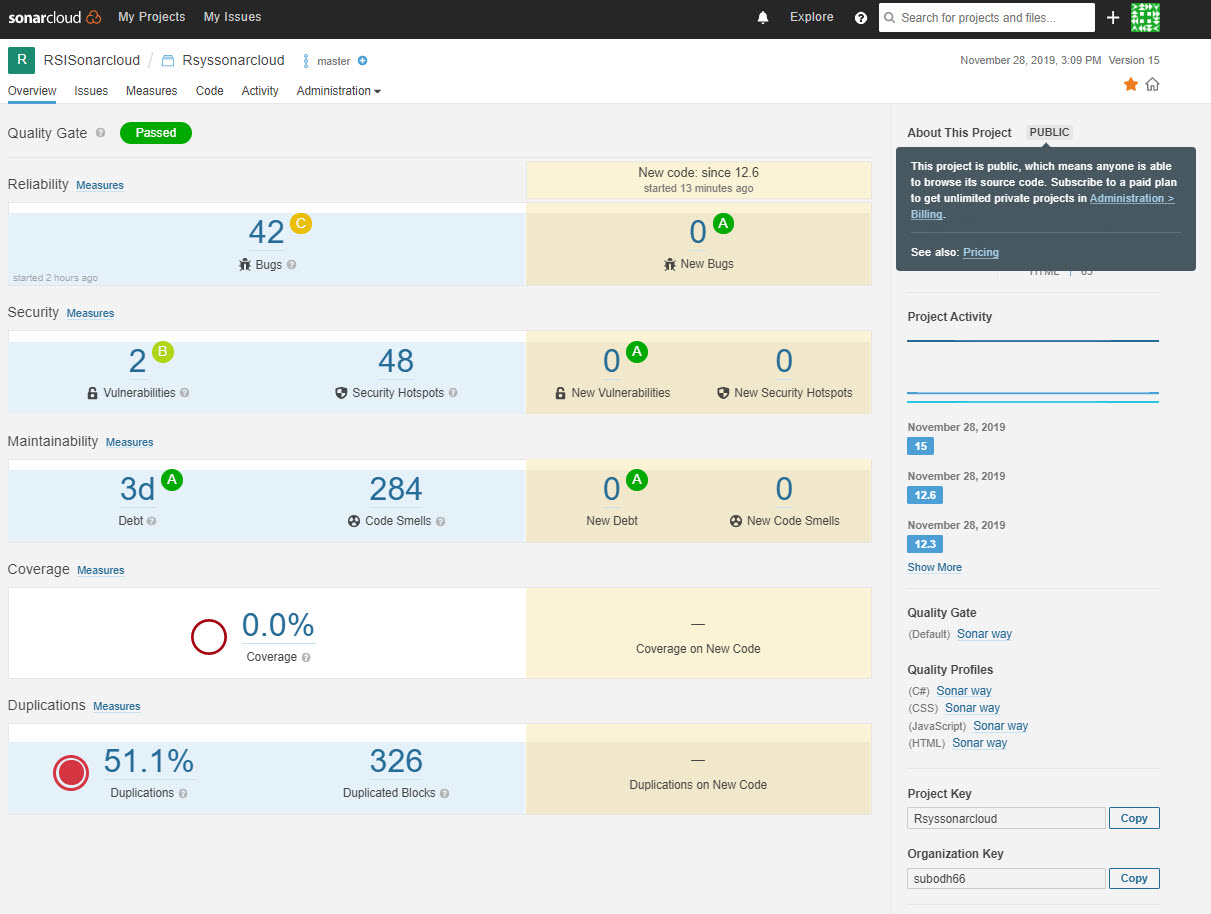 sonarcloud My Projects My Issues Explore Search for projects and files...
R RSISonarcloud / Rsyssonarcloud master November 28, 2019, 3:09 PM Version 15
Overview Issues Measures Code Activity Administration
Quality Gate ? Passed
Reliability Measures
New code: since 12.6
started 13 minutes ago
42 C
Bugs ?
started 2 hours ago
0 A
New Bugs
Security Measures
2 B 48 0 A 0
Vulnerabilities ? Security Hotspots ? New Vulnerabilities New Security Hotspots
Maintainability Measures
3d A 284 0 A 0
Debt ? Code Smells ? New Debt New Code Smells
Coverage Measures
0.0% —
Coverage ? Coverage on New Code
Duplications Measures
51.1% 326 —
Duplications ? Duplicated Blocks ? Duplications on New Code
About This Project PUBLIC
This project is public, which means anyone is able
to browse its source code. Subscribe to a paid plan
to get unlimited private projects in Administration >
Billing.
See also: Pricing
Project Activity
November 28, 2019
15
November 28, 2019
12.6
November 28, 2019
12.3
Show More
Quality Gate
(Default) Sonar way
Quality Profiles
(C#) Sonar way
(CSS) Sonar way
(JavaScript) Sonar way
(HTML) Sonar way
Project Key
Rsyssonarcloud Copy
Organization Key
subodh66 Copy